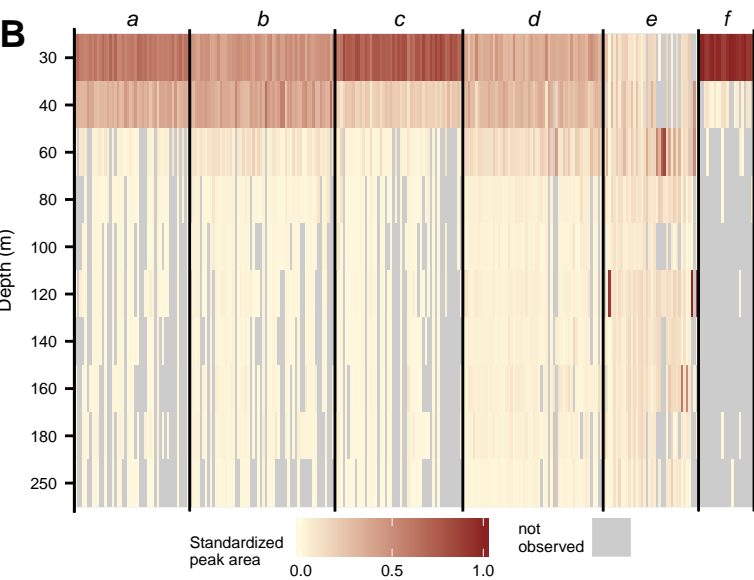 B
a b c d e f
30
40
60
80
100
120
140
160
180
250
Depth (m)
Standardized
peak area
0.0 0.5 1.0
not
observed